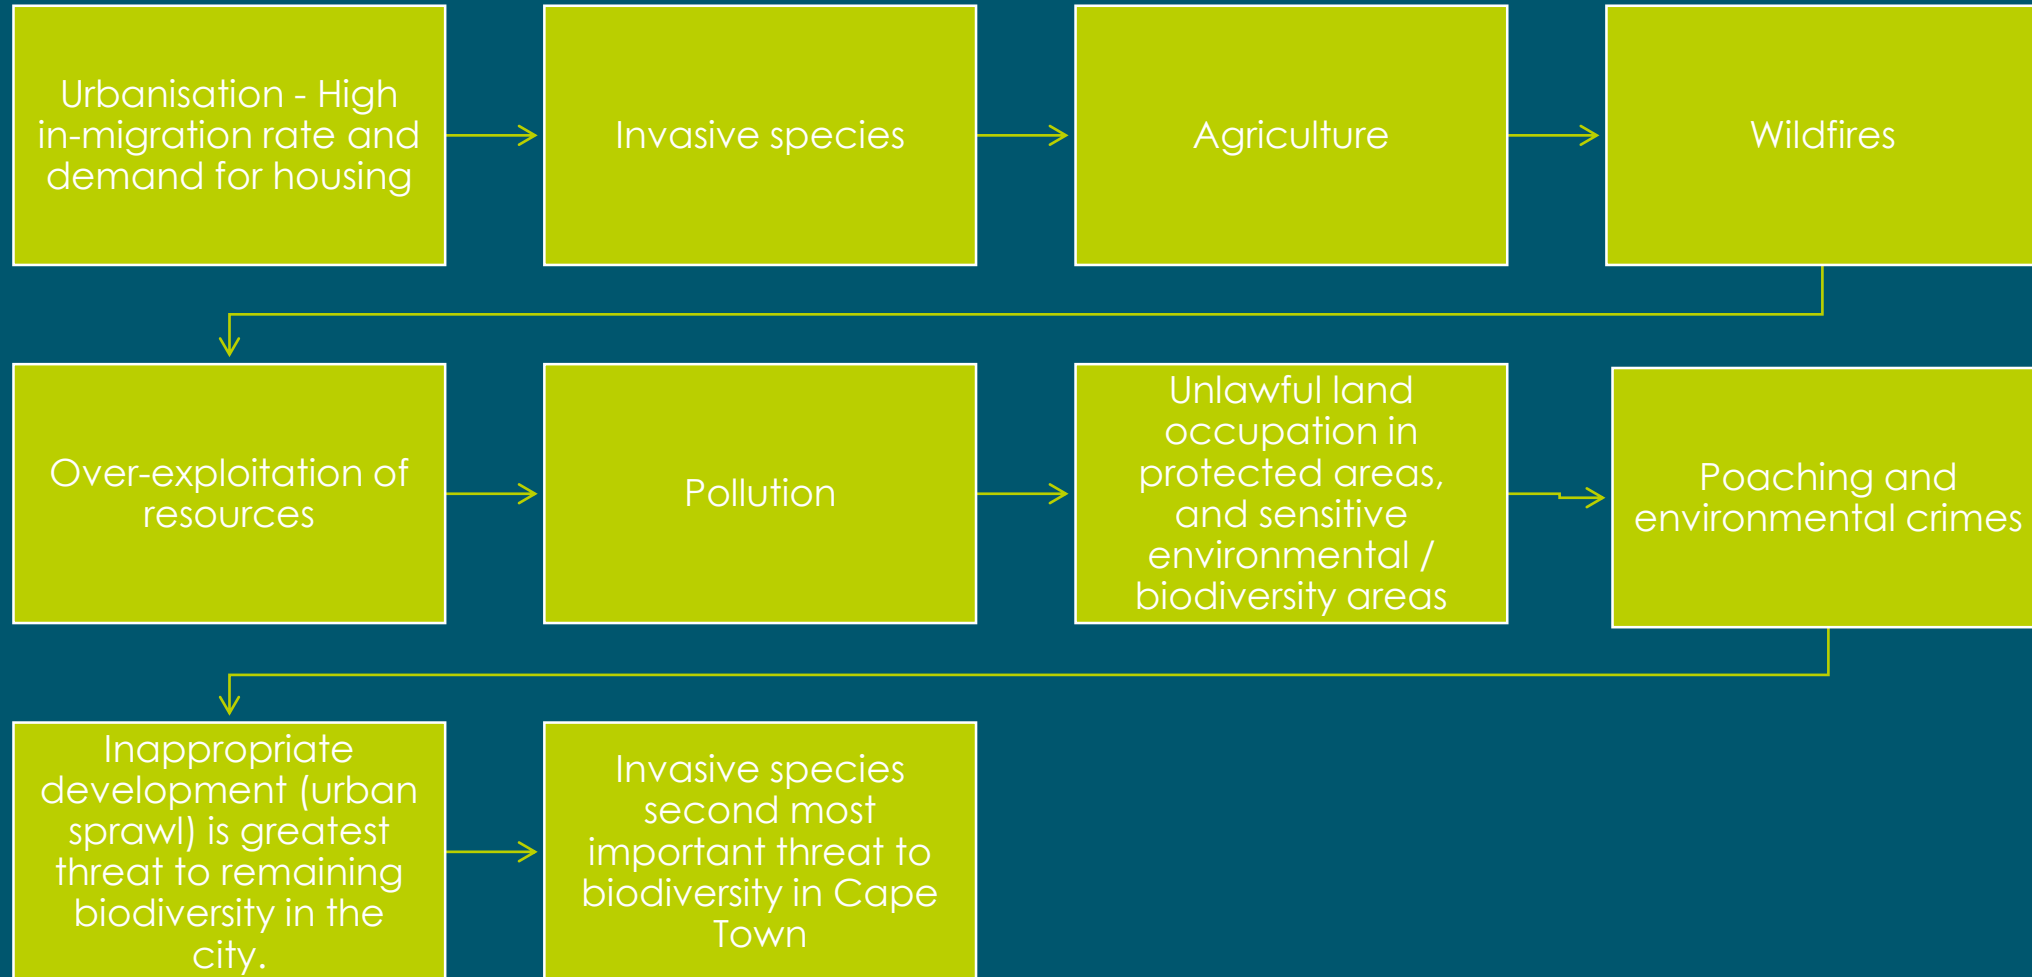 Urbanisation - High
in-migration rate and
demand for housing
Invasive species
Agriculture
Wildfires
Over-exploitation of
resources
Pollution
Unlawful land
occupation in
protected areas,
and sensitive
environmental /
biodiversity areas
Poaching and
environmental crimes
Inappropriate
development (urban
sprawl) is greatest
threat to remaining
biodiversity in the
city.
Invasive species
second most
important threat to
biodiversity in Cape
Town